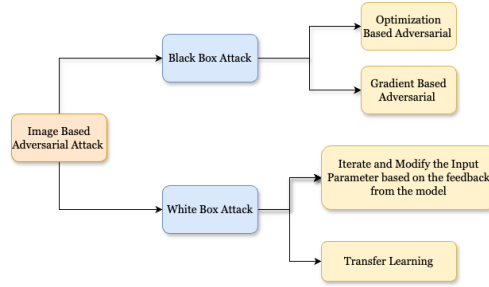 Optimization
Based Adversarial
Black Box Attack
Gradient Based
Adversarial
Image Based
Adversarial Attack
Iterate and Modify the Input
Parameter based on the feedback
from the model
White Box Attack
Transfer Learning